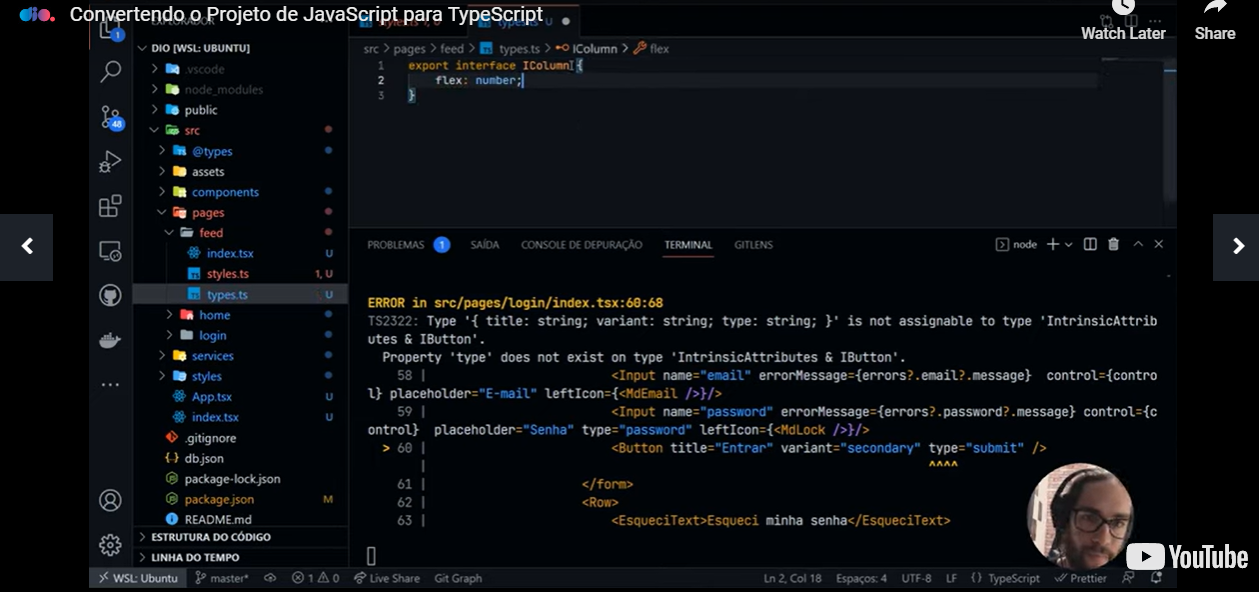 dio. Convertendo o Projeto de JavaScript para TypeScript
Watch Later
Share
DIO [WSL: UBUNTU]
.vscode
node_modules
public
src
@types
assets
components
pages
feed
index.tsx U
styles.ts 1, U
types.ts U
home
login
services
styles
App.tsx U
index.tsx U
.gitignore
db.json
package-lock.json
package.json M
README.md
ESTRUTURA DO CÓDIGO
LINHA DO TEMPO
1
48
src > pages > feed > types.ts > IColumn > flex
1 export interface IColumn{
2 flex: number;
3 }
PROBLEMAS 1 SAÍDA CONSOLE DE DEPURAÇÃO TERMINAL GITLENS
node
ERROR in src/pages/login/index.tsx:60:68
TS2322: Type '{ title: string; variant: string; type: string; }' is not assignable to type 'IntrinsicAttrib
utes & IButton'.
Property 'type' does not exist on type 'IntrinsicAttributes & IButton'.
58 | <Input name="email" errorMessage={errors?.email?.message} control={contro
l} placeholder="E-mail" leftIcon={<MdEmail />}/>
59 | <Input name="password" errorMessage={errors?.password?.message} control={c
ontrol} placeholder="Senha" type="password" leftIcon={<MdLock />}/>
> 60 | <Button title="Entrar" variant="secondary" type="submit" />
| ^^^^
61 | </form>
62 | <Row>
63 | <EsqueciText>Esqueci minha senha</EsqueciText>
YouTube
WSL: Ubuntu master* 1 0 Live Share Git Graph Ln 2, Col 18 Espaços: 4 UTF-8 LF {} TypeScript Prettier